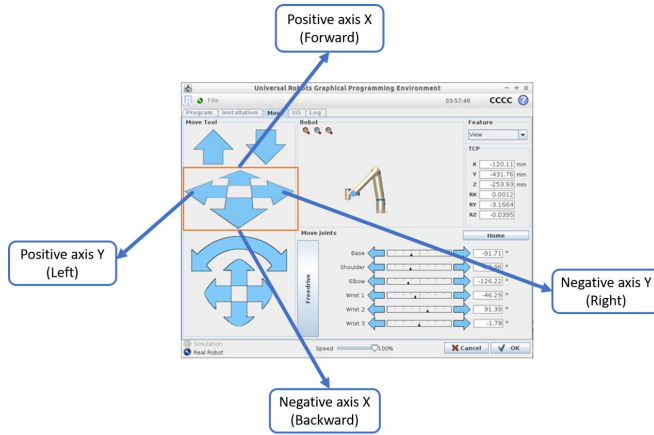 Positive axis X
(Forward)
Universal Robots Graphical Programming Environment
File
03:57:46
CCCC
Program
Installation
Move
I/O
Log
Move Tool
Robot
Feature
View
TCP
X
-120.11 mm
Y
-431.76 mm
Z
-253.93 mm
RX
0.0012
RY
-3.1664
RZ
-0.0395
Positive axis Y
(Left)
Move Joints
Home
Freedrive
Base
-91.71 °
Shoulder
Elbow
-126.22 °
Wrist 1
-46.29 °
Wrist 2
91.39 °
Wrist 3
-1.78 °
Negative axis Y
(Right)
Simulation
Real Robot
Speed
100%
Cancel
OK
Negative axis X
(Backward)